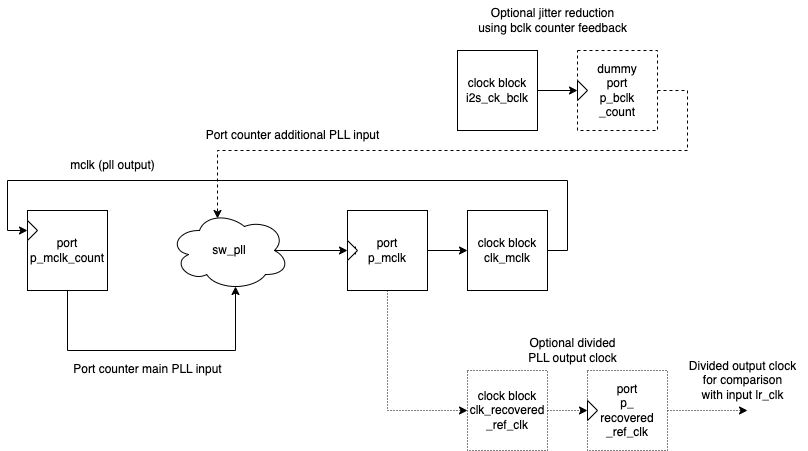 Optional jitter reduction
using bclk counter feedback
clock block
i2s_ck_bclk
dummy
port
p_bclk
_count
Port counter additional PLL input
mclk (pll output)
port
p_mclk_count
sw_pll
port
p_mclk
clock block
clk_mclk
Port counter main PLL input
Optional divided
PLL output clock
clock block
clk_recovered
_ref_clk
port
p_
recovered
_ref_clk
Divided output clock
for comparison
with input lr_clk